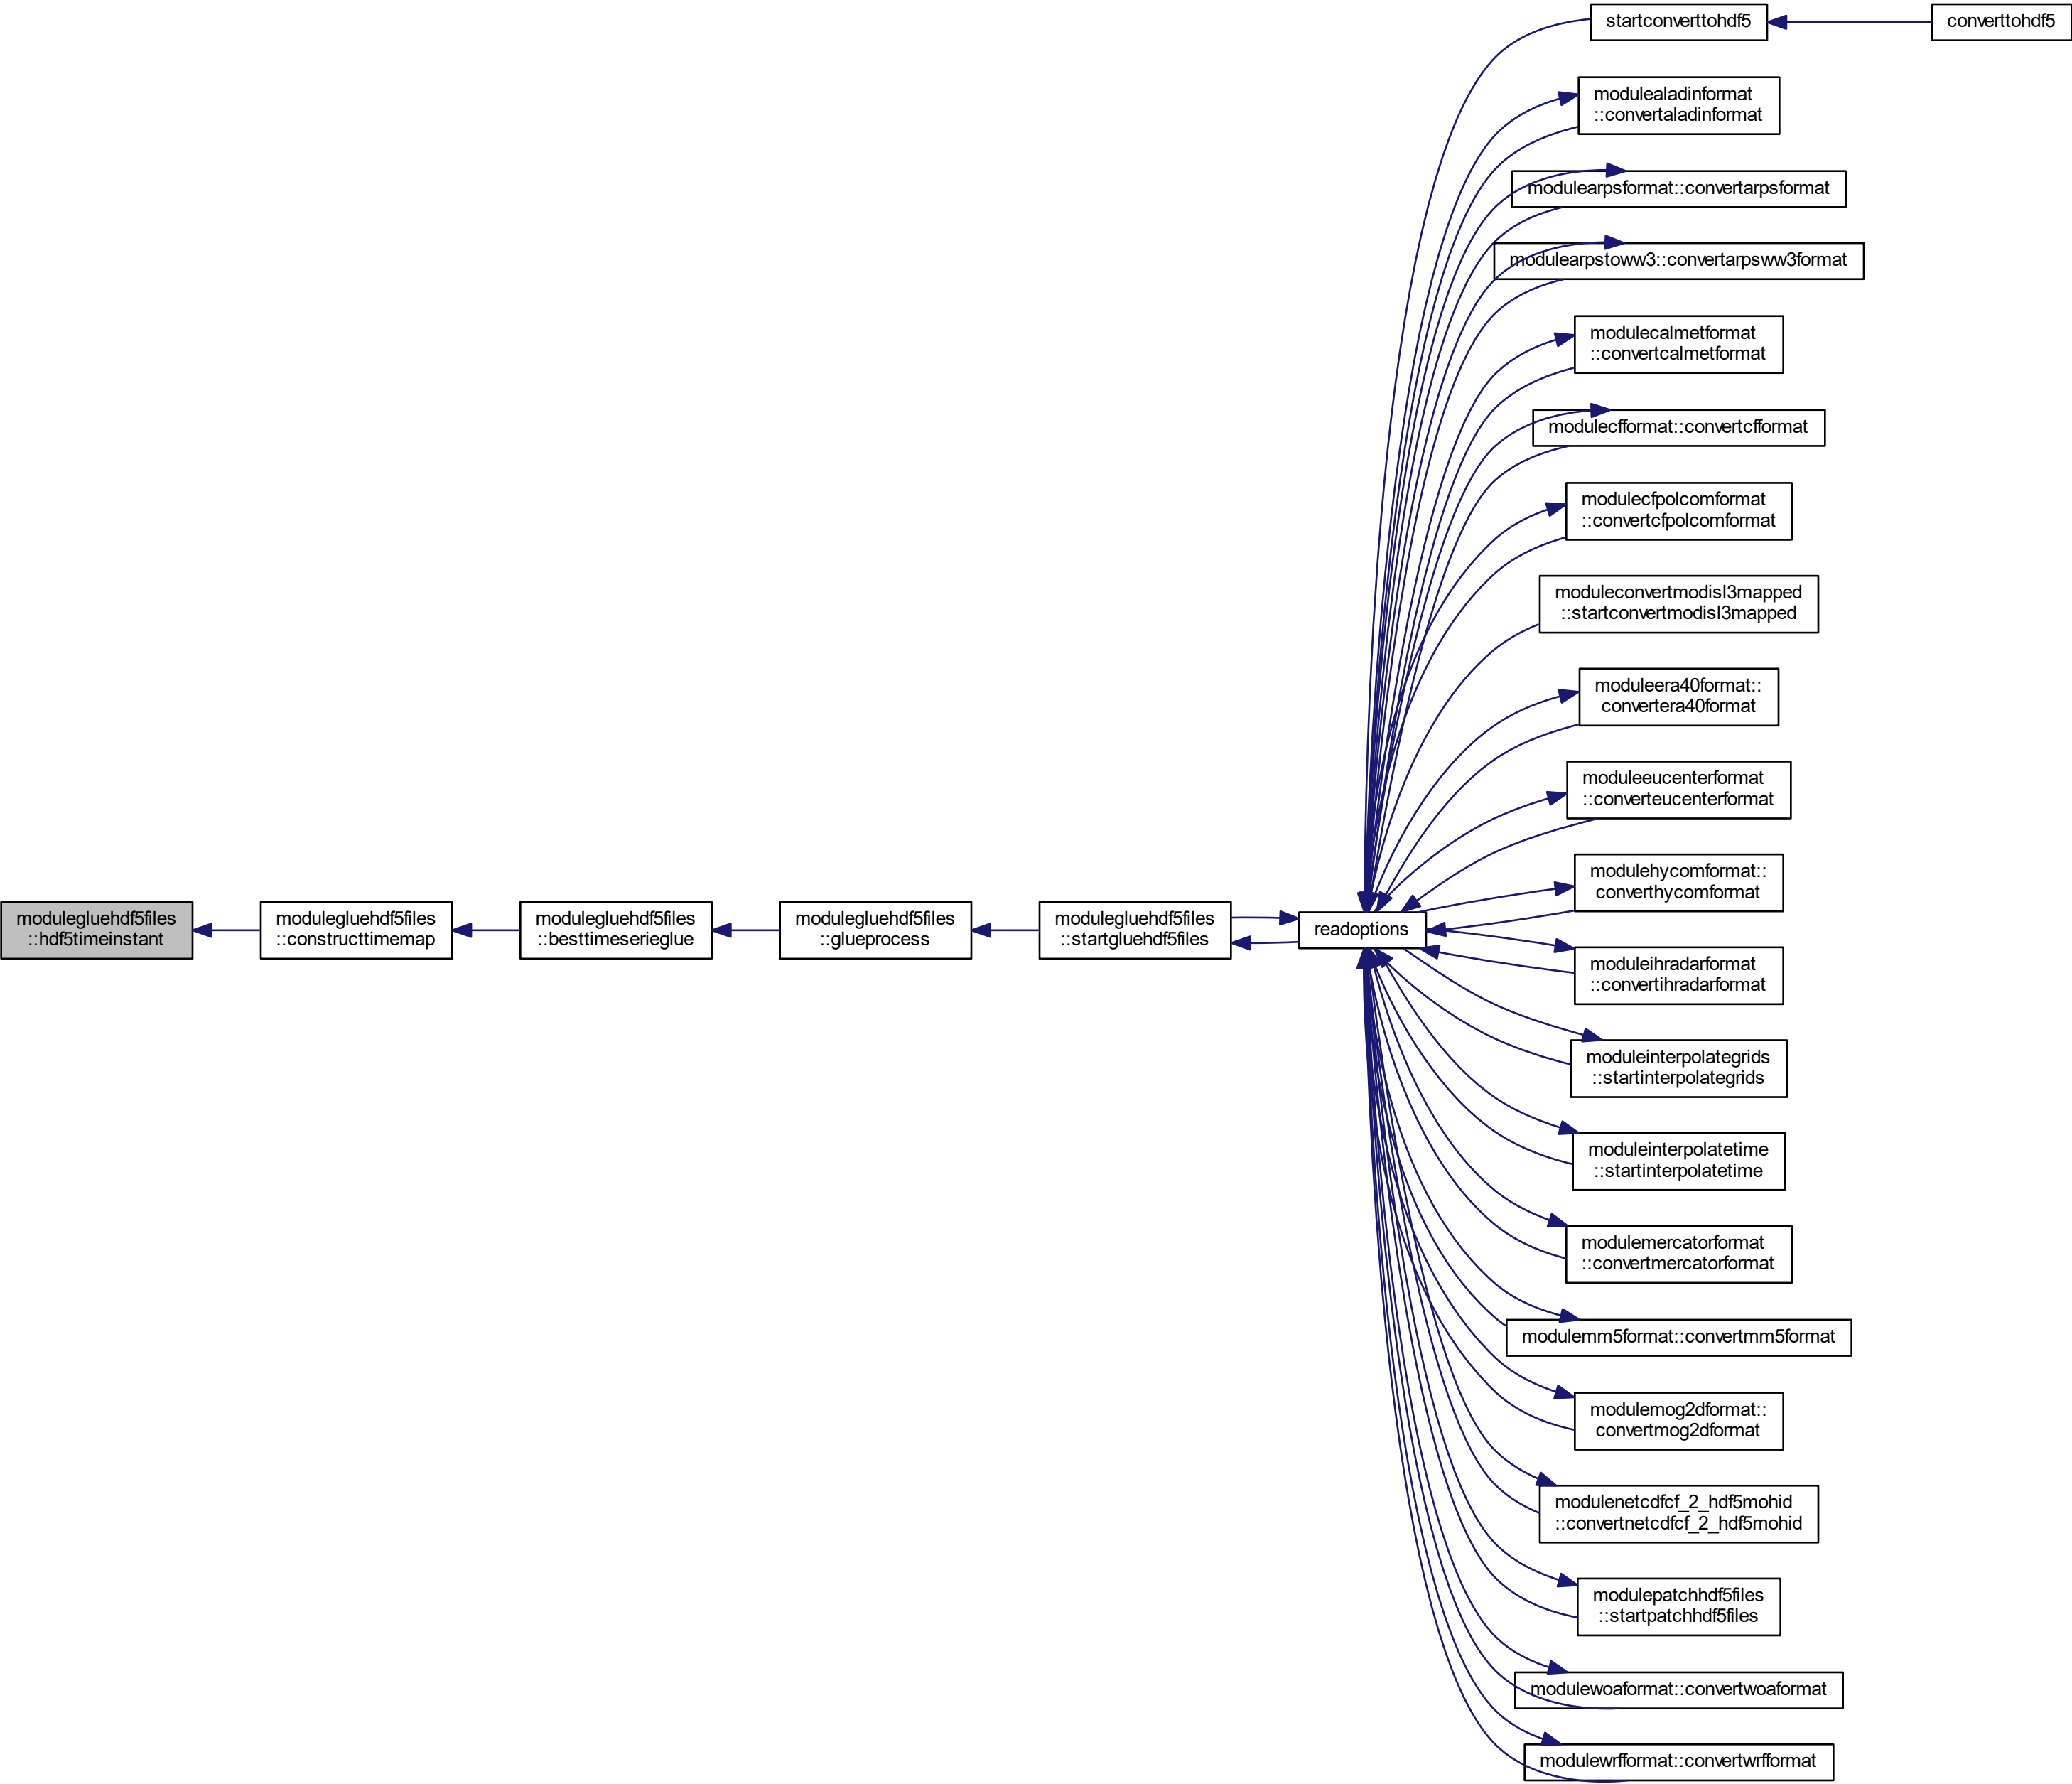 startconverttohdf5
converttohdf5
modulealadinformat
::convertaladinformat
modulearpsformat::convertarpsformat
modulearpstoww3::convertarpsww3format
modulecalmetformat
::convertcalmetformat
modulecfformat::convertcfformat
modulecfpolcomformat
::convertcfpolcomformat
moduleconvertmodisl3mapped
::startconvertmodisl3mapped
moduleera40format::
convertera40format
moduleeucenterformat
::converteucenterformat
modulehycomformat::
converthycomformat
modulegluehdf5files
::hdf5timeinstant
modulegluehdf5files
::constructtimemap
modulegluehdf5files
::besttimeserieglue
modulegluehdf5files
::glueprocess
modulegluehdf5files
::startgluehdf5files
readoptions
moduleihradarformat
::convertihradarformat
moduleinterpolategrids
::startinterpolategrids
moduleinterpolatetime
::startinterpolatetime
modulemercatorformat
::convertmercatorformat
modulemm5format::convertmm5format
modulemog2dformat::
convertmog2dformat
modulenetcdfcf_2_hdf5mohid
::convertnetcdfcf_2_hdf5mohid
modulepatchhdf5files
::startpatchhdf5files
modulewoaformat::convertwoaformat
modulewrfformat::convertwrfformat